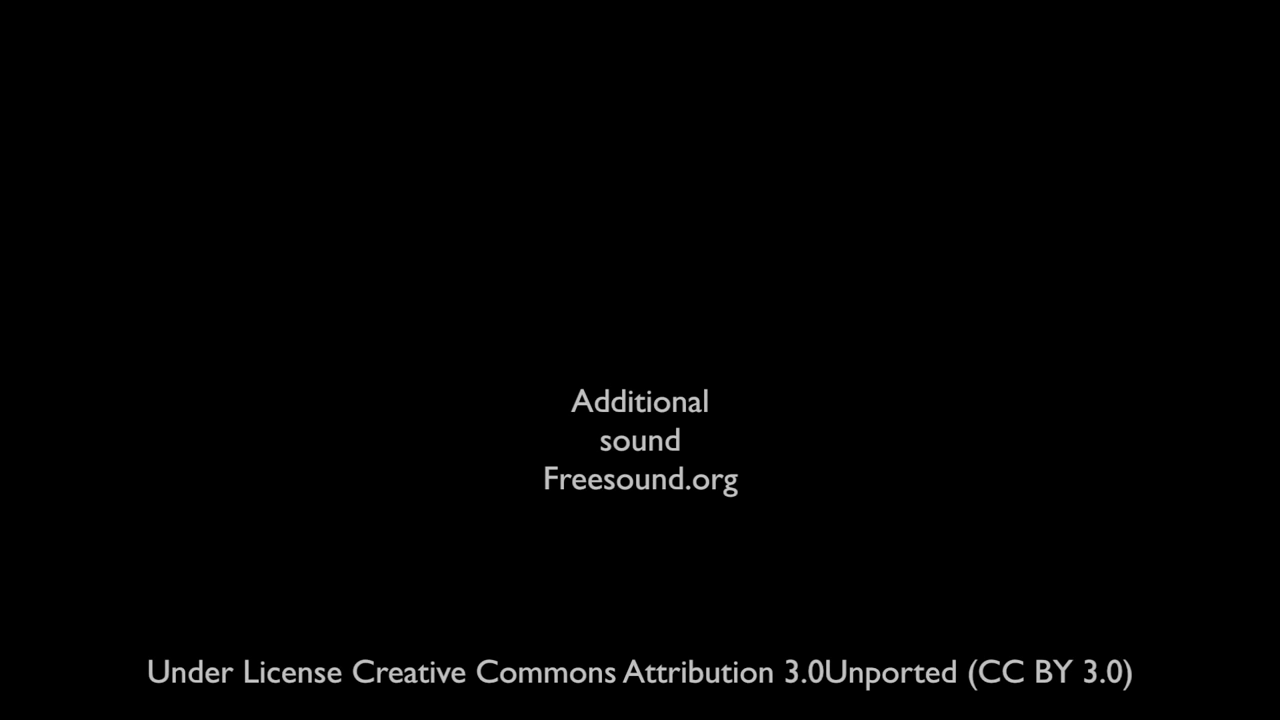 Additional
sound
Freesound.org
Under License Creative Commons Attribution 3.0Unported (CC BY 3.0)